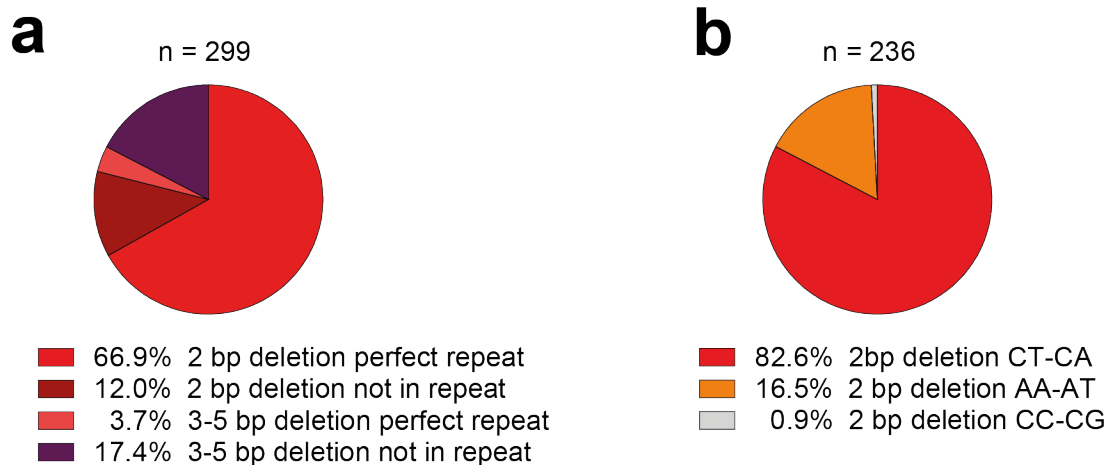 a
n = 299
66.9% 2 bp deletion perfect repeat
12.0% 2 bp deletion not in repeat
3.7% 3-5 bp deletion perfect repeat
17.4% 3-5 bp deletion not in repeat
b
n = 236
82.6% 2bp deletion CT-CA
16.5% 2 bp deletion AA-AT
0.9% 2 bp deletion CC-CG